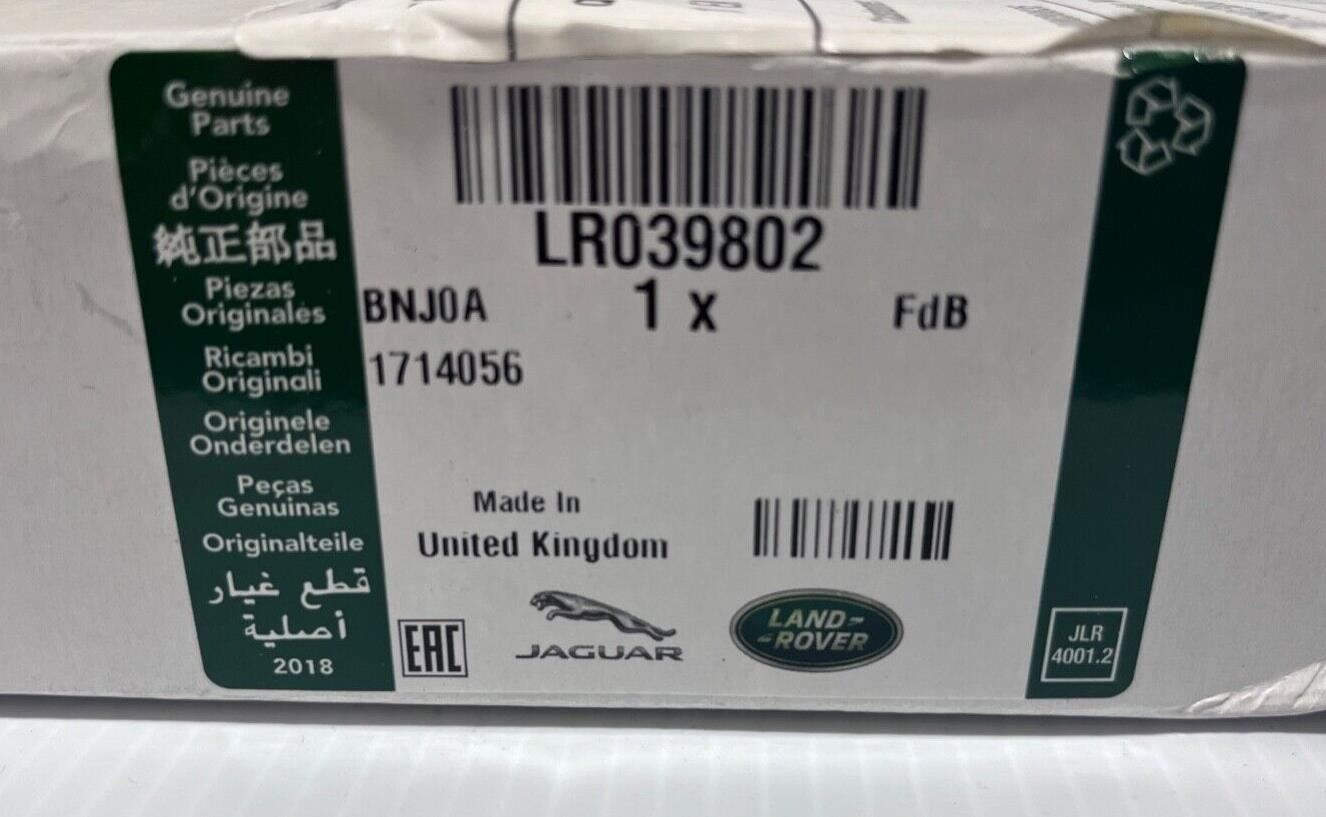 Genuine
Parts
Pièces
d'Origine
純正部品
Piezas
Originales
Ricambi
Originali
Originele
Onderdelen
Peças
Genuinas
Originalteile
قطع غيار
أصلية
2018
LR039802
BNJ0A 1 x FdB
1714056
Made In
United Kingdom
EAC
JAGUAR
LAND-
-ROVER
JLR
4001.2